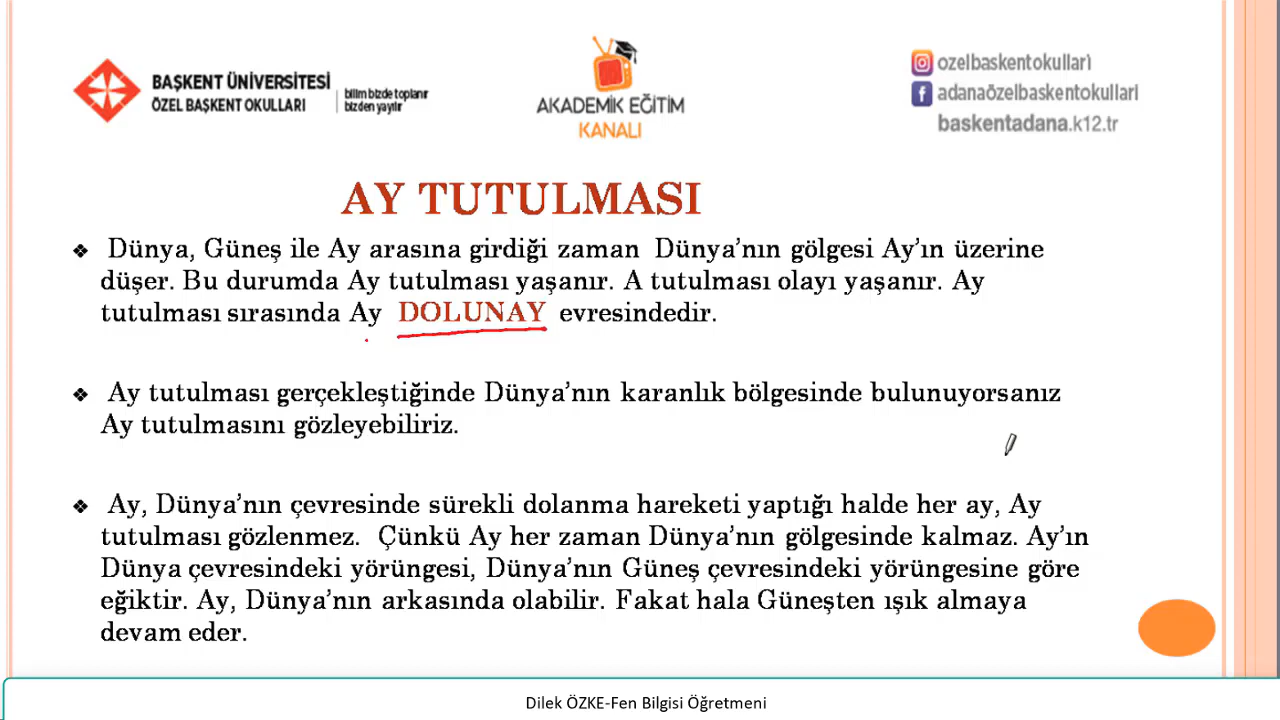 BAŞKENT ÜNİVERSİTESİ
ÖZEL BAŞKENT OKULLARI
bilim bizde toplanır
bizden yayılır
AKADEMİK EĞİTİM
KANALI
ozelbaskentokullari
adanaözelbaskentokullari
baskentadana.k12.tr
AY TUTULMASI
❖ Dünya, Güneş ile Ay arasına girdiği zaman Dünya’nın gölgesi Ay’ın üzerine
düşer. Bu durumda Ay tutulması yaşanır. A tutulması olayı yaşanır. Ay
tutulması sırasında Ay DOLUNAY evresindedir.
❖ Ay tutulması gerçekleştiğinde Dünya’nın karanlık bölgesinde bulunuyorsanız
Ay tutulmasını gözleyebiliriz.
❖ Ay, Dünya’nın çevresinde sürekli dolanma hareketi yaptığı halde her ay, Ay
tutulması gözlenmez. Çünkü Ay her zaman Dünya’nın gölgesinde kalmaz. Ay’ın
Dünya çevresindeki yörüngesi, Dünya’nın Güneş çevresindeki yörüngesine göre
eğiktir. Ay, Dünya’nın arkasında olabilir. Fakat hala Güneşten ışık almaya
devam eder.
Dilek ÖZKE-Fen Bilgisi Öğretmeni